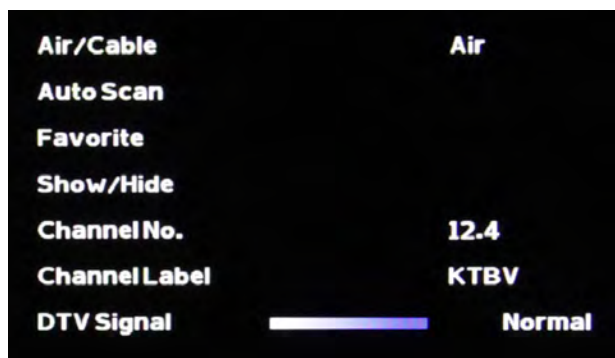 Air/Cable Air
Auto Scan
Favorite
Show/Hide
Channel No. 12.4
Channel Label KTBV
DTV Signal Normal